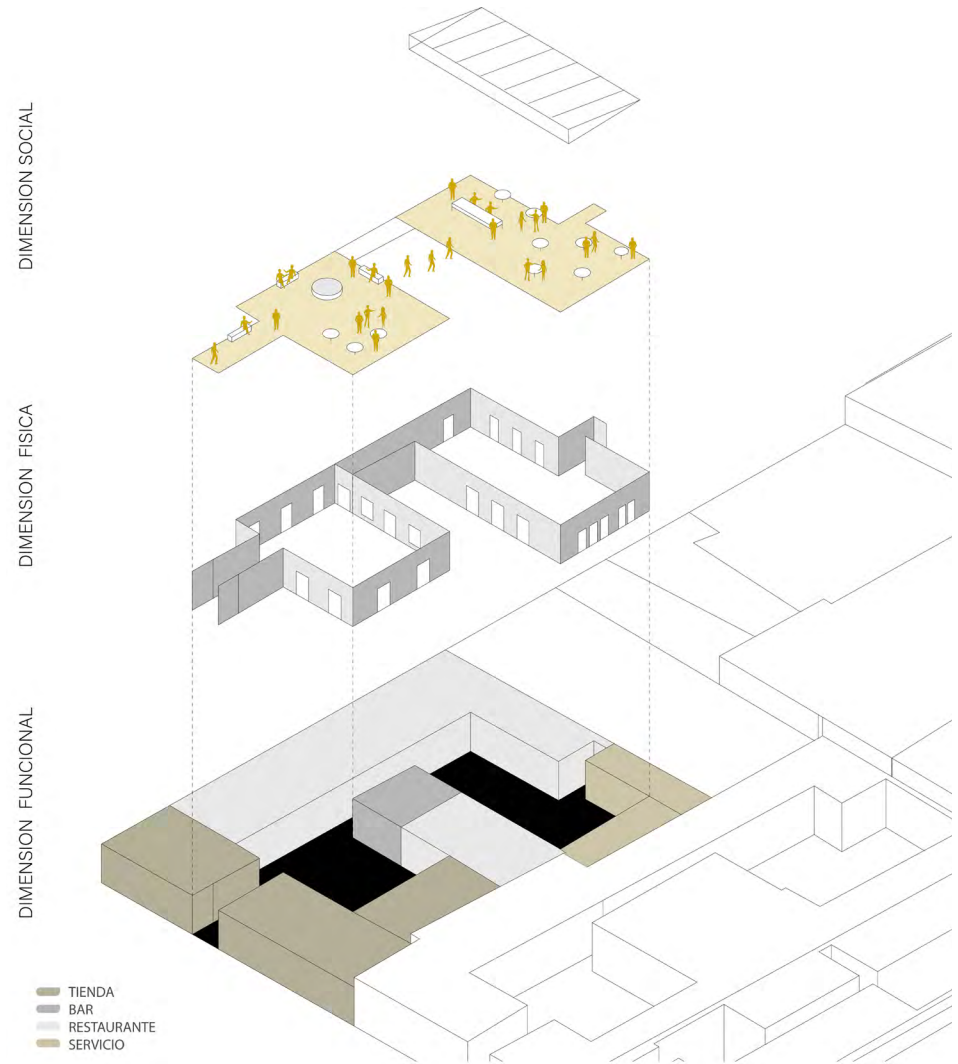 DIMENSION SOCIAL
DIMENSION FISICA
DIMENSION FUNCIONAL
TIENDA
BAR
RESTAURANTE
SERVICIO